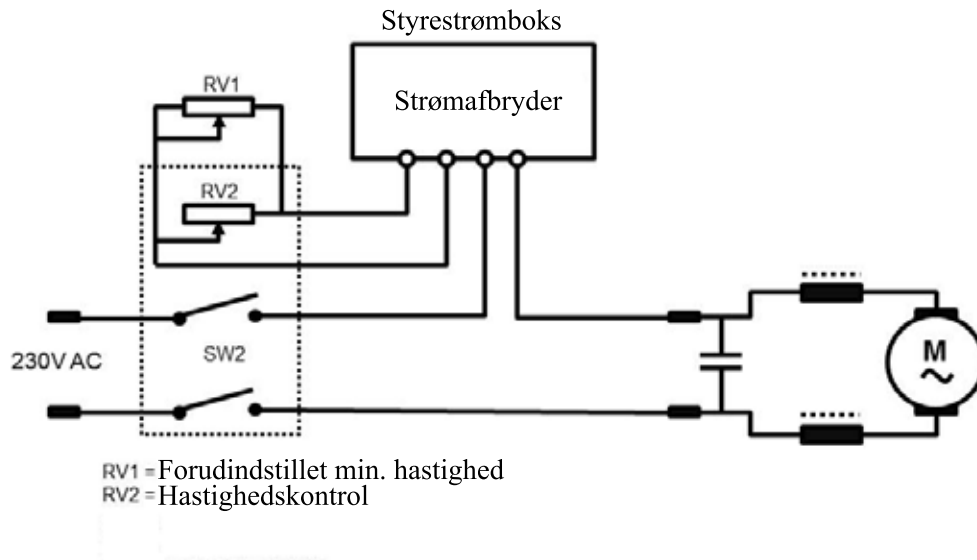 Styrestrømboks
Strømafbryder
RV1
RV2
230V AC
SW2
M
RV1 = Forudindstillet min. hastighed
RV2 = Hastighedskontrol